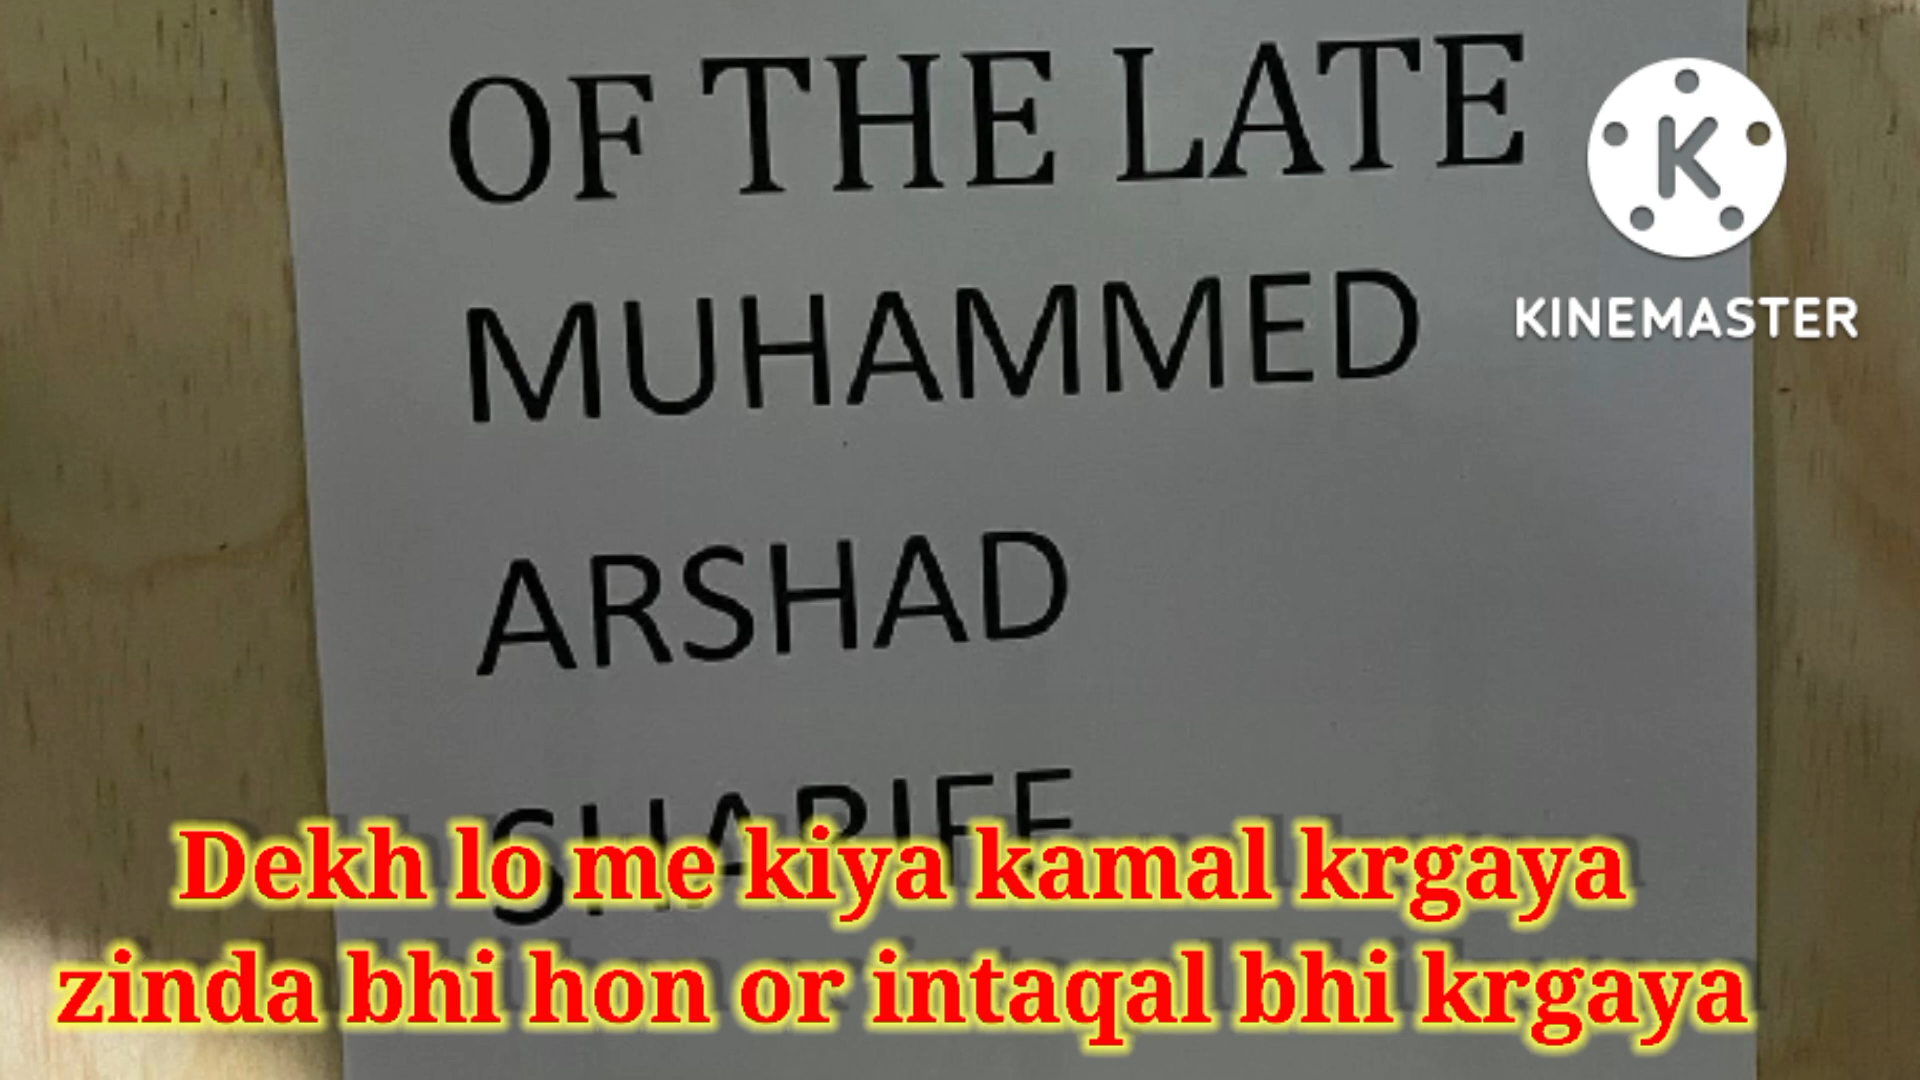 OF THE LATE
MUHAMMED
ARSHAD
SHARIFF
Dekh lo me kiya kamal krgaya
zinda bhi hon or intaqal bhi krgaya
KINEMASTER